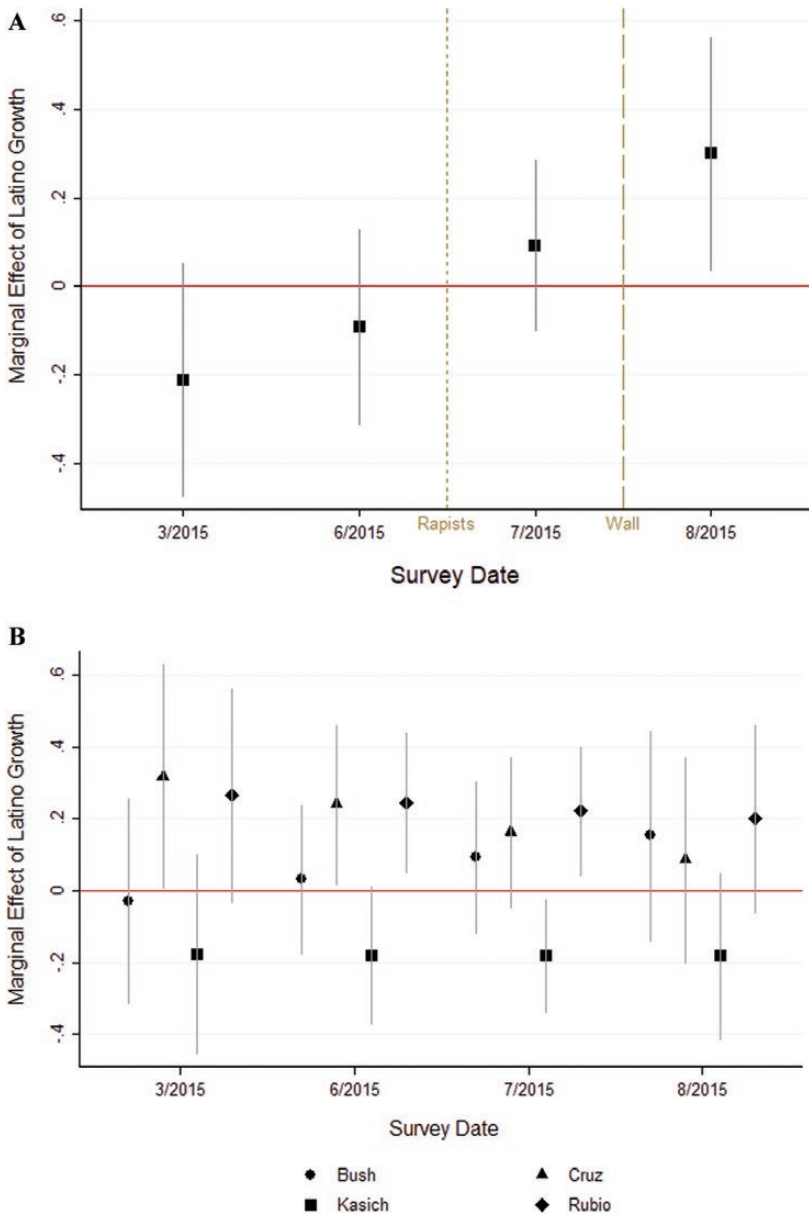 A
Marginal Effect of Latino Growth
.6
.4
.2
0
-.2
-.4
3/2015
6/2015
Rapists
7/2015
Wall
8/2015
Survey Date
B
Marginal Effect of Latino Growth
.6
.4
.2
0
-.2
-.4
3/2015
6/2015
7/2015
8/2015
Survey Date
Bush
Cruz
Kasich
Rubio